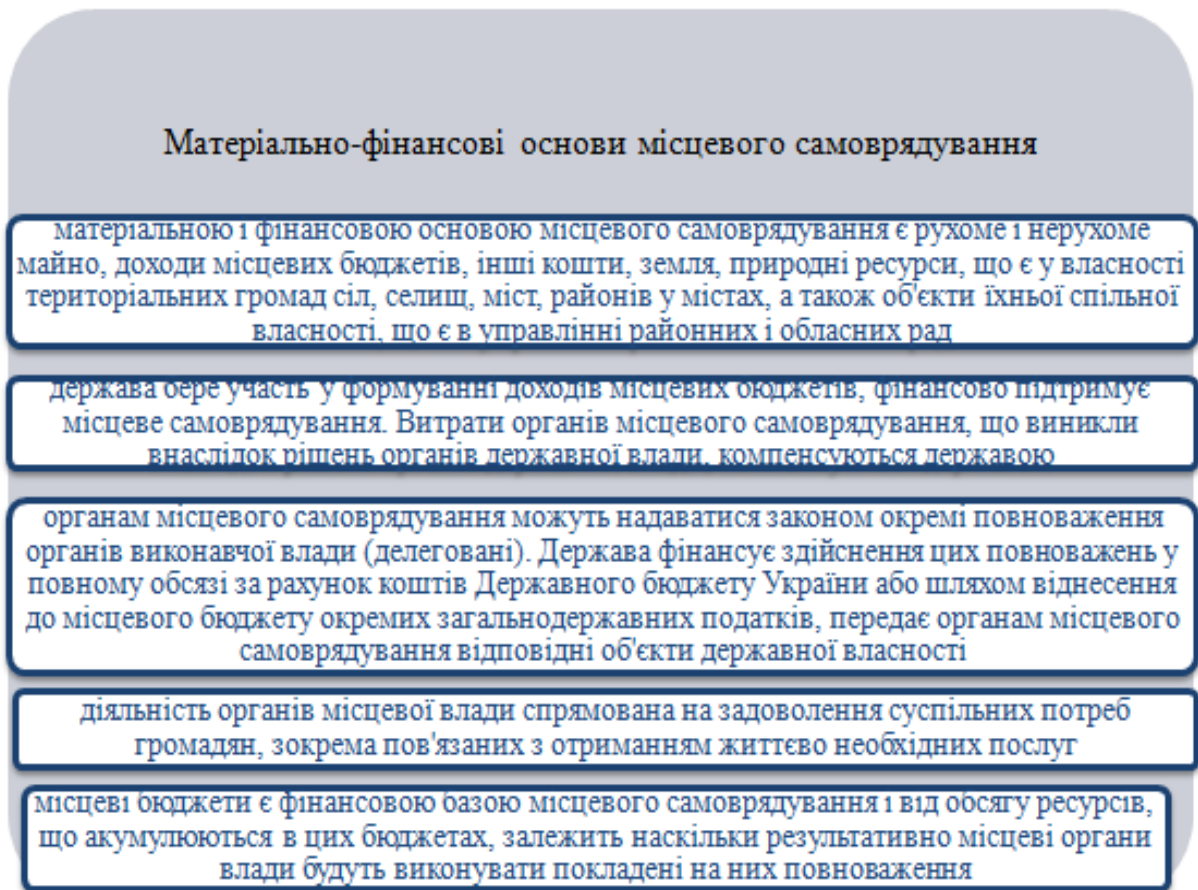 Матеріально-фінансові основи місцевого самоврядування
матеріальною і фінансовою основою місцевого самоврядування є рухоме і нерухоме
майно, доходи місцевих бюджетів, інші кошти, земля, природні ресурси, що є у власності
територіальних громад сіл, селищ, міст, районів у містах, а також об'єкти їхньої спільної
власності, що є в управлінні районних і обласних рад
держава бере участь у формуванні доходів місцевих бюджетів, фінансово підтримує
місцеве самоврядування. Витрати органів місцевого самоврядування, що виникли
внаслідок рішень органів державної влади, компенсуються державою
органам місцевого самоврядування можуть надаватися законом окремі повноваження
органів виконавчої влади (делеговані). Держава фінансує здійснення цих повноважень у
повному обсязі за рахунок коштів Державного бюджету України або шляхом віднесення
до місцевого бюджету окремих загальнодержавних податків, передає органам місцевого
самоврядування відповідні об'єкти державної власності
діяльність органів місцевої влади спрямована на задоволення суспільних потреб
громадян, зокрема пов'язаних з отриманням життєво необхідних послуг
місцеві бюджети є фінансовою базою місцевого самоврядування і від обсягу ресурсів,
що акумулюються в цих бюджетах, залежить наскільки результативно місцеві органи
влади будуть виконувати покладені на них повноваження